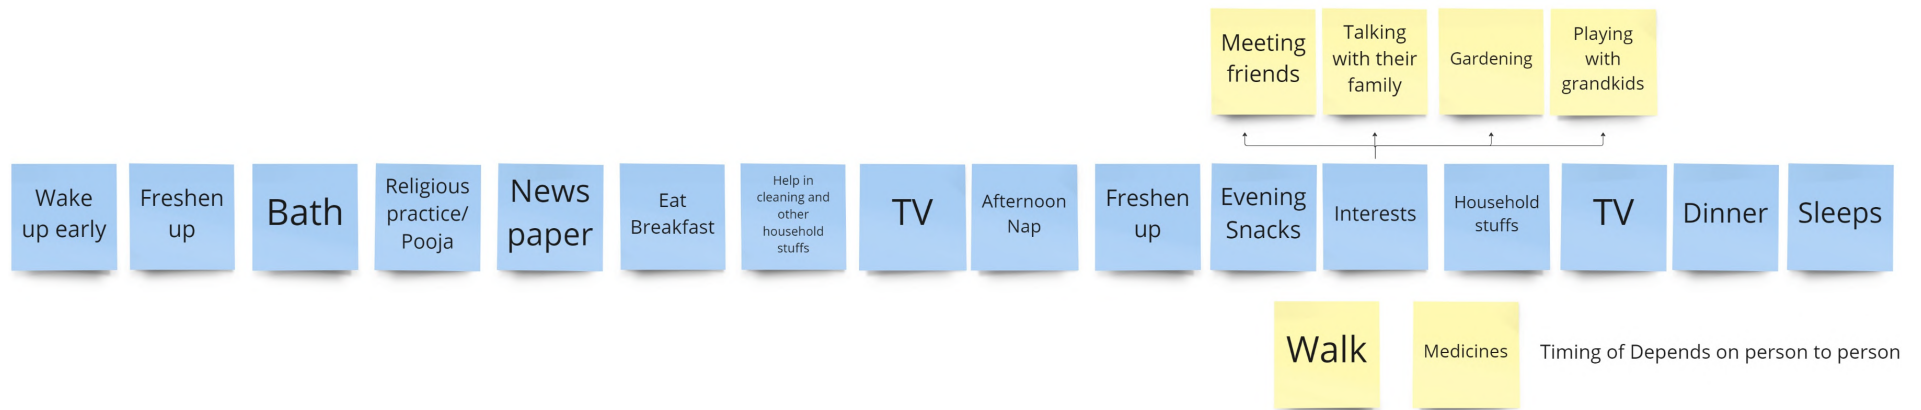 Meeting
friends
Talking
with their
family
Gardening
Playing
with
grandkids
Wake
up early
Freshen
up
Bath
Religious
practice/
Pooja
News
paper
Eat
Breakfast
Help in
cleaning and
other
household
stuffs
TV
Afternoon
Nap
Freshen
up
Evening
Snacks
Interests
Household
stuffs
TV
Dinner
Sleeps
Walk
Medicines
Timing of Depends on person to person